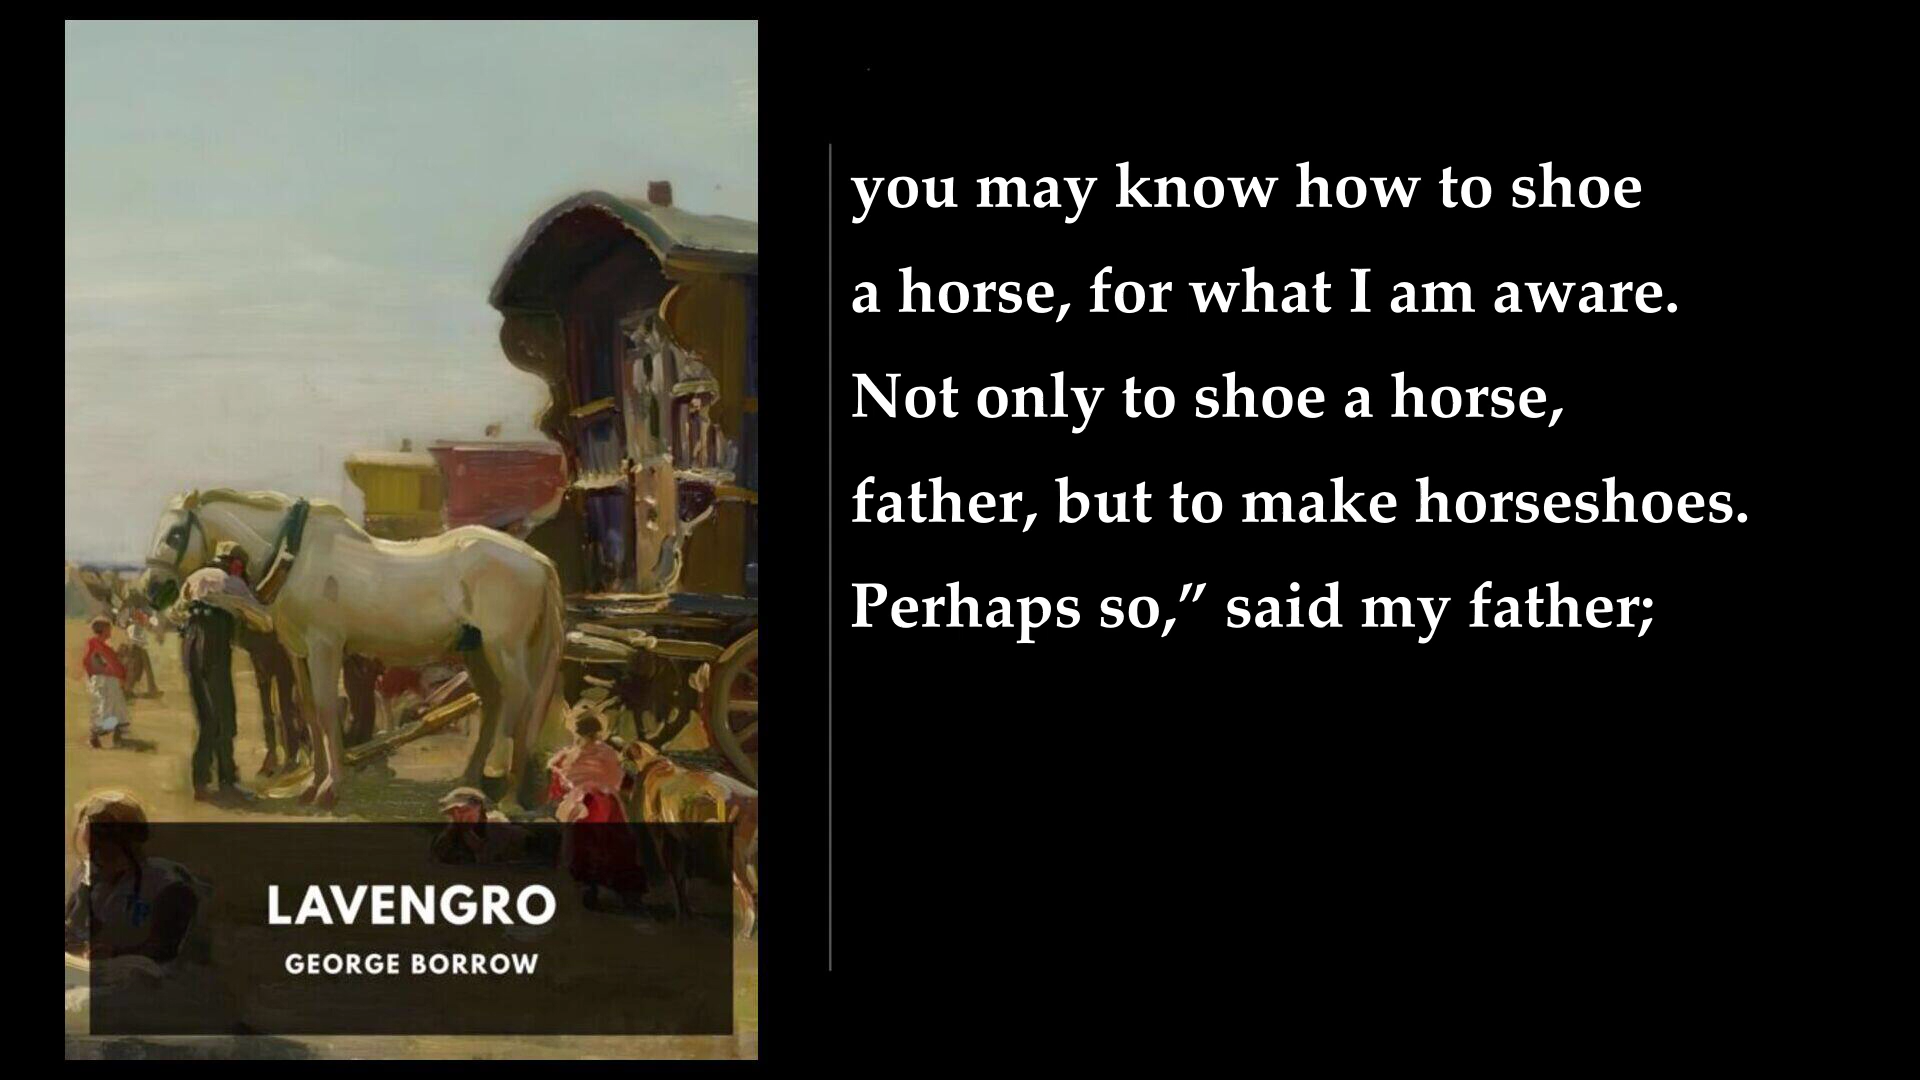 you may know how to shoe
a horse, for what I am aware.
Not only to shoe a horse,
father, but to make horseshoes.
Perhaps so,” said my father;
LAVENGRO
GEORGE BORROW